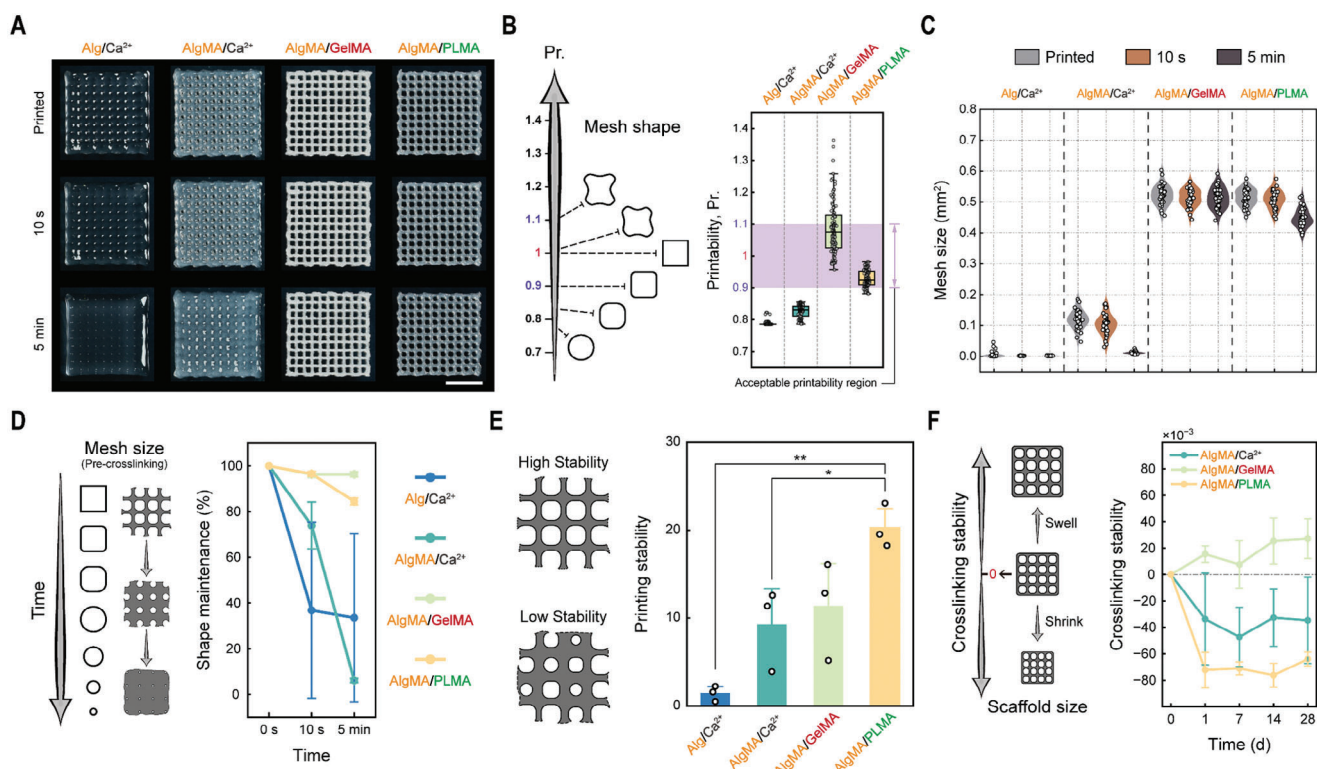 A
Alg/Ca²⁺ AlgMA/Ca²⁺ AlgMA/GelMA AlgMA/PLMA
Printed
10 s
5 min
B
Pr.
Mesh shape
1.4
1.3
1.2
1.1
1
0.9
0.8
0.7
Alg/Ca²⁺
AlgMA/Ca²⁺
AlgMA/GelMA
AlgMA/PLMA
Printability, Pr.
1.4
1.3
1.2
1.1
1
0.9
0.8
0.7
Acceptable printability region
C
Printed 10 s 5 min
Alg/Ca²⁺ AlgMA/Ca²⁺ AlgMA/GelMA AlgMA/PLMA
Mesh size (mm²)
0.8
0.7
0.6
0.5
0.4
0.3
0.2
0.1
0.0
D
Mesh size
(Pre-crosslinking)
Time
Shape maintenance (%)
100
80
60
40
20
0
0 s 10 s 5 min
Time
Alg/Ca²⁺
AlgMA/Ca²⁺
AlgMA/GelMA
AlgMA/PLMA
E
High Stability
Low Stability
Printing stability
30
20
10
0
**
*
Alg/Ca²⁺
AlgMA/Ca²⁺
AlgMA/GelMA
AlgMA/PLMA
F
Crosslinking stability
0
Swell
Shrink
Scaffold size
×10⁻³
Crosslinking stability
80
60
40
20
0
−20
−40
−60
−80
AlgMA/Ca²⁺
AlgMA/GelMA
AlgMA/PLMA
0 1 7 14 28
Time (d)